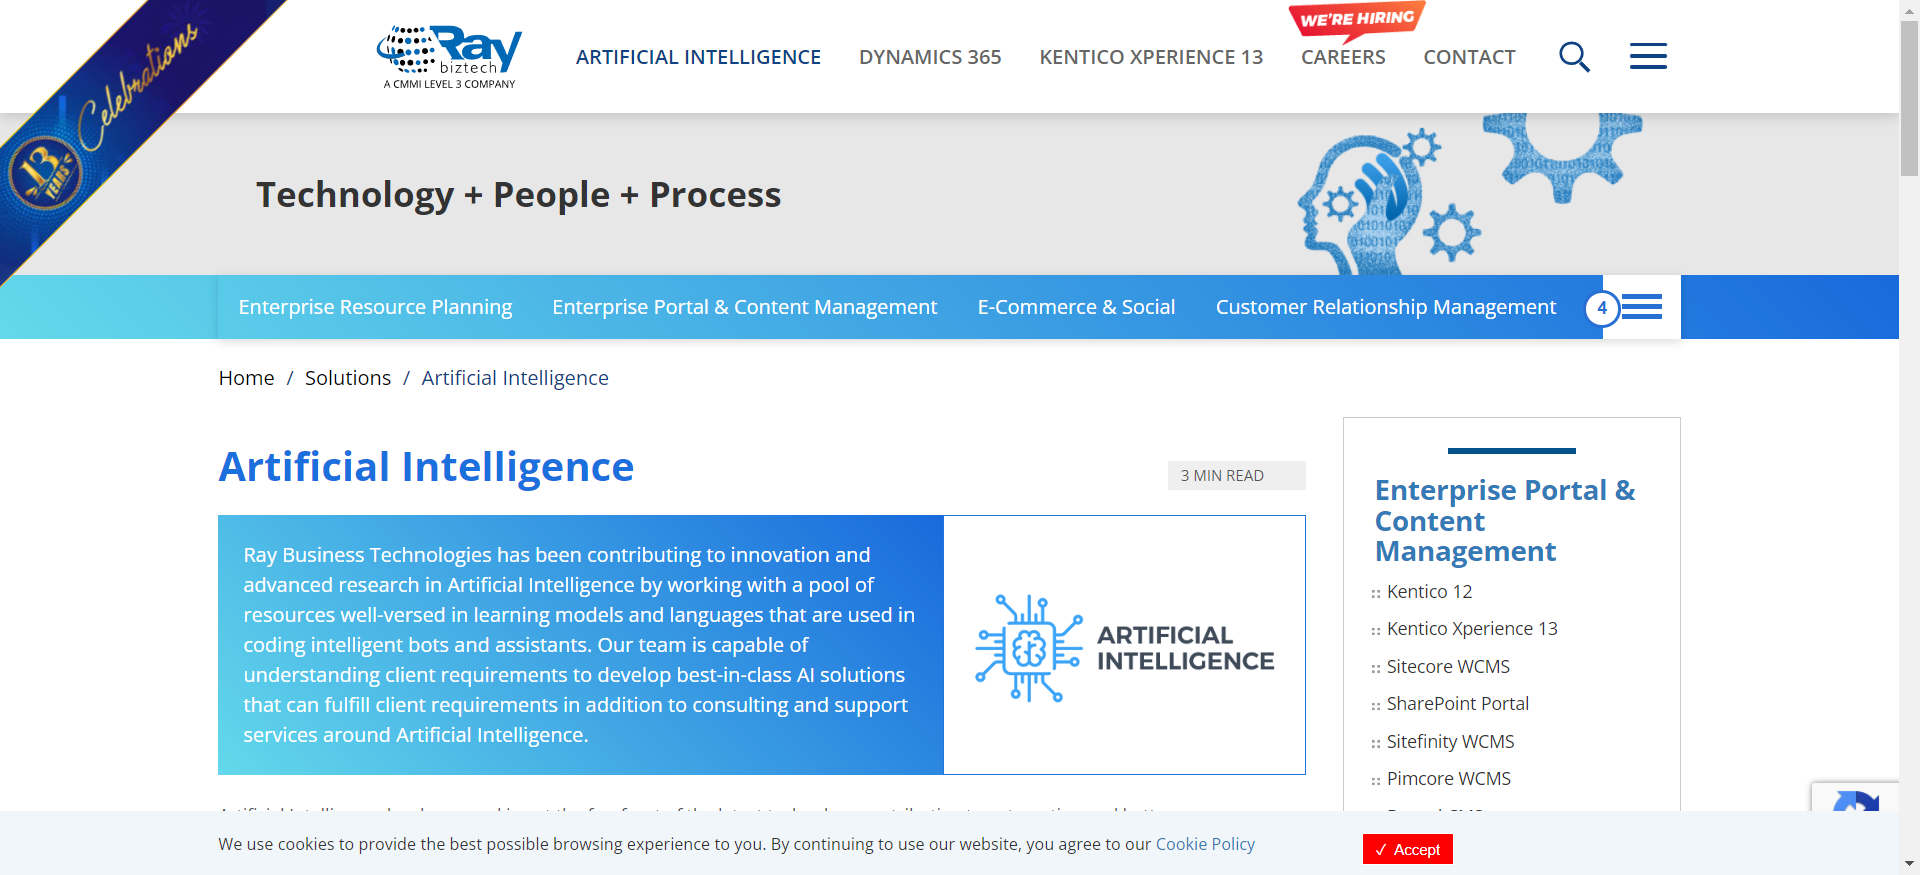 13 YEARS Celebrations
Ray
biztech
A CMMI LEVEL 3 COMPANY
ARTIFICIAL INTELLIGENCE
DYNAMICS 365
KENTICO XPERIENCE 13
WE'RE HIRING
CAREERS
CONTACT
Technology + People + Process
Enterprise Resource Planning
Enterprise Portal & Content Management
E-Commerce & Social
Customer Relationship Management
4
Home / Solutions / Artificial Intelligence
Artificial Intelligence
3 MIN READ
Ray Business Technologies has been contributing to innovation and
advanced research in Artificial Intelligence by working with a pool of
resources well-versed in learning models and languages that are used in
coding intelligent bots and assistants. Our team is capable of
understanding client requirements to develop best-in-class AI solutions
that can fulfill client requirements in addition to consulting and support
services around Artificial Intelligence.
ARTIFICIAL
INTELLIGENCE
Enterprise Portal &
Content
Management
:: Kentico 12
:: Kentico Xperience 13
:: Sitecore WCMS
:: SharePoint Portal
:: Sitefinity WCMS
:: Pimcore WCMS
We use cookies to provide the best possible browsing experience to you. By continuing to use our website, you agree to our Cookie Policy
✓ Accept